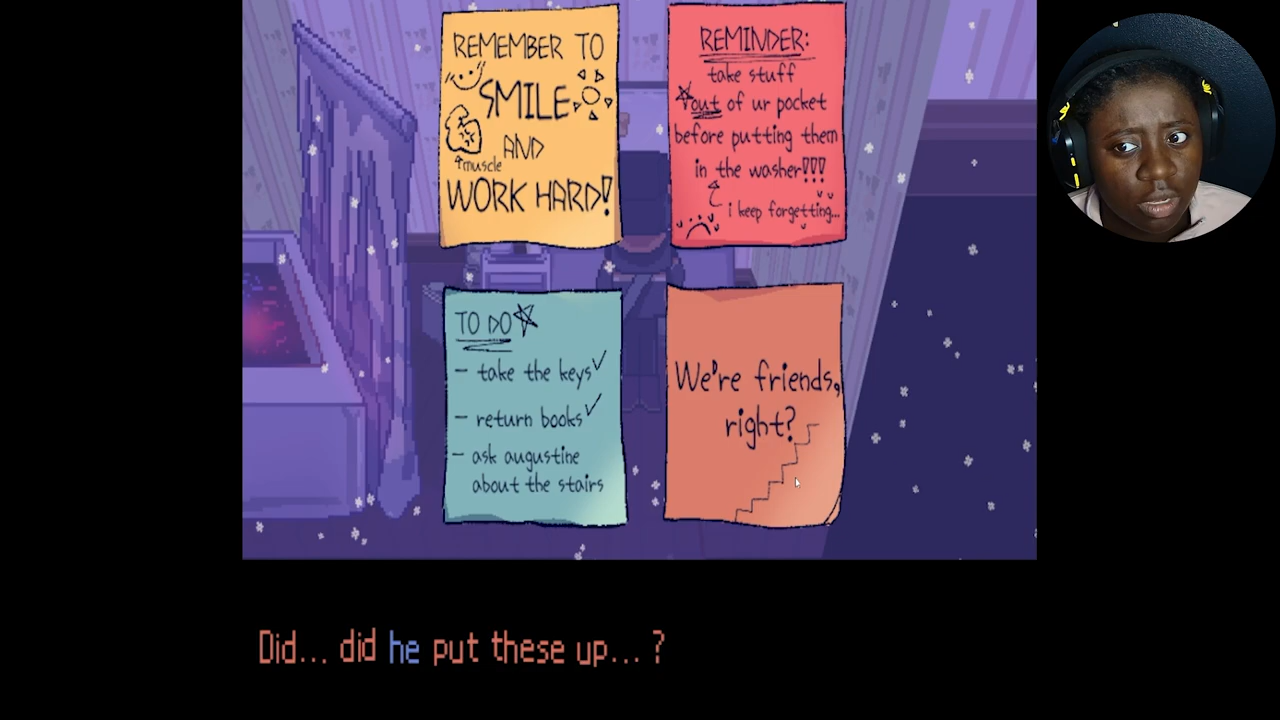 REMEMBER TO
SMILE
AND
muscle
WORK HARD!
REMINDER:
take stuff
out of ur pocket
before putting them
in the washer!!!
i keep forgetting...
TO DO
- take the keys ✓
- return books ✓
- ask augustine
about the stairs
We're friends,
right?
Did... did he put these up... ?